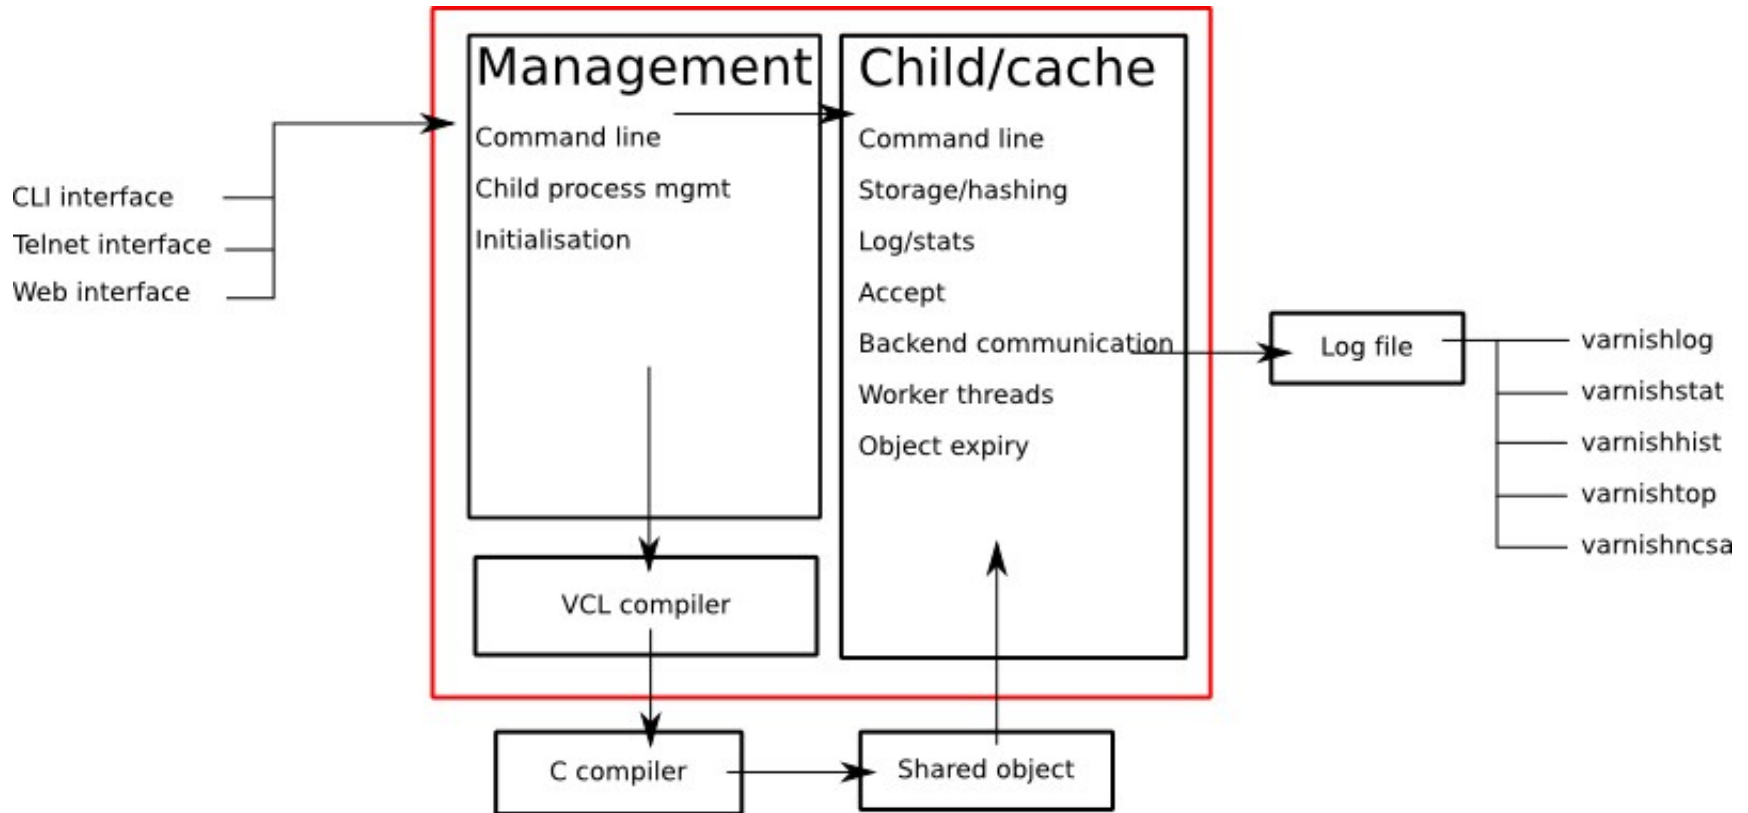 CLI interface
Telnet interface
Web interface
Management
Command line
Child process mgmt
Initialisation
Child/cache
Command line
Storage/hashing
Log/stats
Accept
Backend communication
Worker threads
Object expiry
VCL compiler
C compiler
Shared object
Log file
varnishlog
varnishstat
varnishhist
varnishtop
varnishncsa